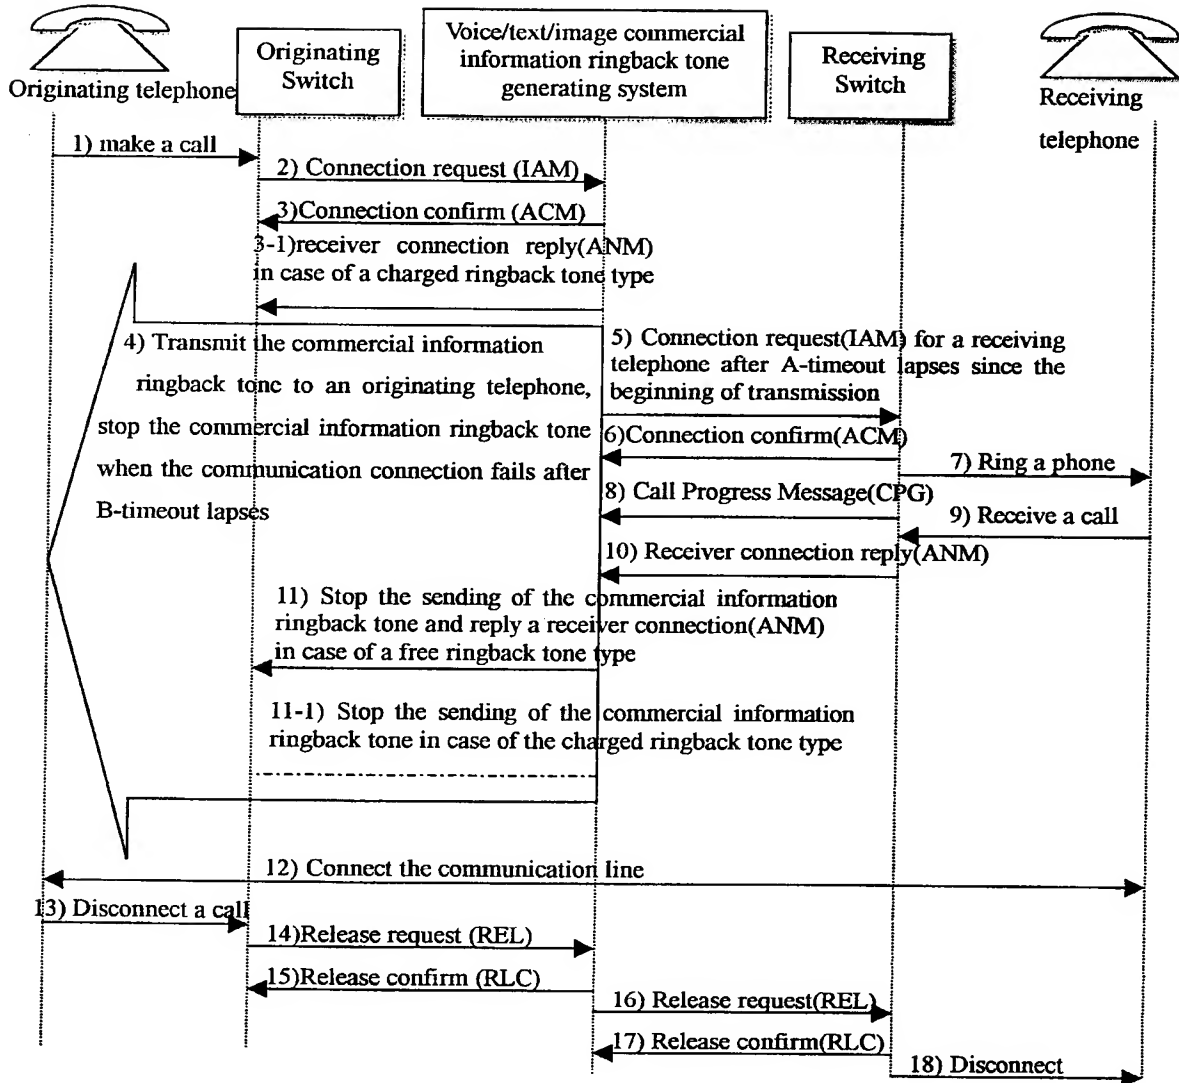 Originating telephone
Originating
Switch
Voice/text/image commercial
information ringback tone
generating system
Receiving
Switch
Receiving
telephone
1) make a call
2) Connection request (IAM)
3)Connection confirm (ACM)
3-1)receiver connection reply(ANM)
in case of a charged ringback tone type
4) Transmit the commercial information
ringback tone to an originating telephone,
stop the commercial information ringback tone
when the communication connection fails after
B-timeout lapses
5) Connection request(IAM) for a receiving
telephone after A-timeout lapses since the
beginning of transmission
6)Connection confirm(ACM)
7) Ring a phone
8) Call Progress Message(CPG)
9) Receive a call
10) Receiver connection reply(ANM)
11) Stop the sending of the commercial information
ringback tone and reply a receiver connection(ANM)
in case of a free ringback tone type
11-1) Stop the sending of the commercial information
ringback tone in case of the charged ringback tone type
12) Connect the communication line
13) Disconnect a call
14)Release request (REL)
15)Release confirm (RLC)
16) Release request(REL)
17) Release confirm(RLC)
18) Disconnect